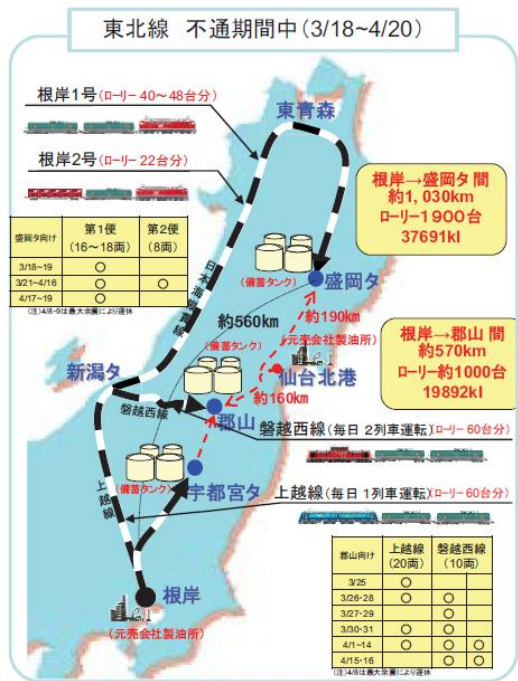 東北線 不通期間中(3/18~4/20)
根岸1号(ローリー40~48台分)
東青森
根岸2号(ローリー22台分)
根岸→盛岡タ 間
約1,030km
ローリー1900台
37691kl
盛岡タ向け 第1便 (16~18両) 第2便 (8両)
3/18~19 ○
3/21~4/16 ○ ○
4/17~19 ○
(注)4/8~9は最大余震により運休
日本海縦貫線
(備蓄タンク)
盛岡タ
約560km
約190km
(元売会社製油所)
根岸→郡山 間
約570km
ローリー約1000台
19892kl
新潟タ
(備蓄タンク)
仙台北港
約160km
郡山
磐越西線
磐越西線(毎日 2列車運転)(ローリー60台分)
(備蓄タンク)
宇都宮タ
上越線
上越線(毎日 1列車運転)(ローリー60台分)
根岸
(元売会社製油所)
郡山向け 上越線 (20両) 磐越西線 (10両)
3/25 ○
3/26・28 ○ ○
3/27・29 ○
3/30・31 ○ ○
4/1~14 ○ ○ ○
4/15・16 ○ ○
(注)4/8は最大余震により運休